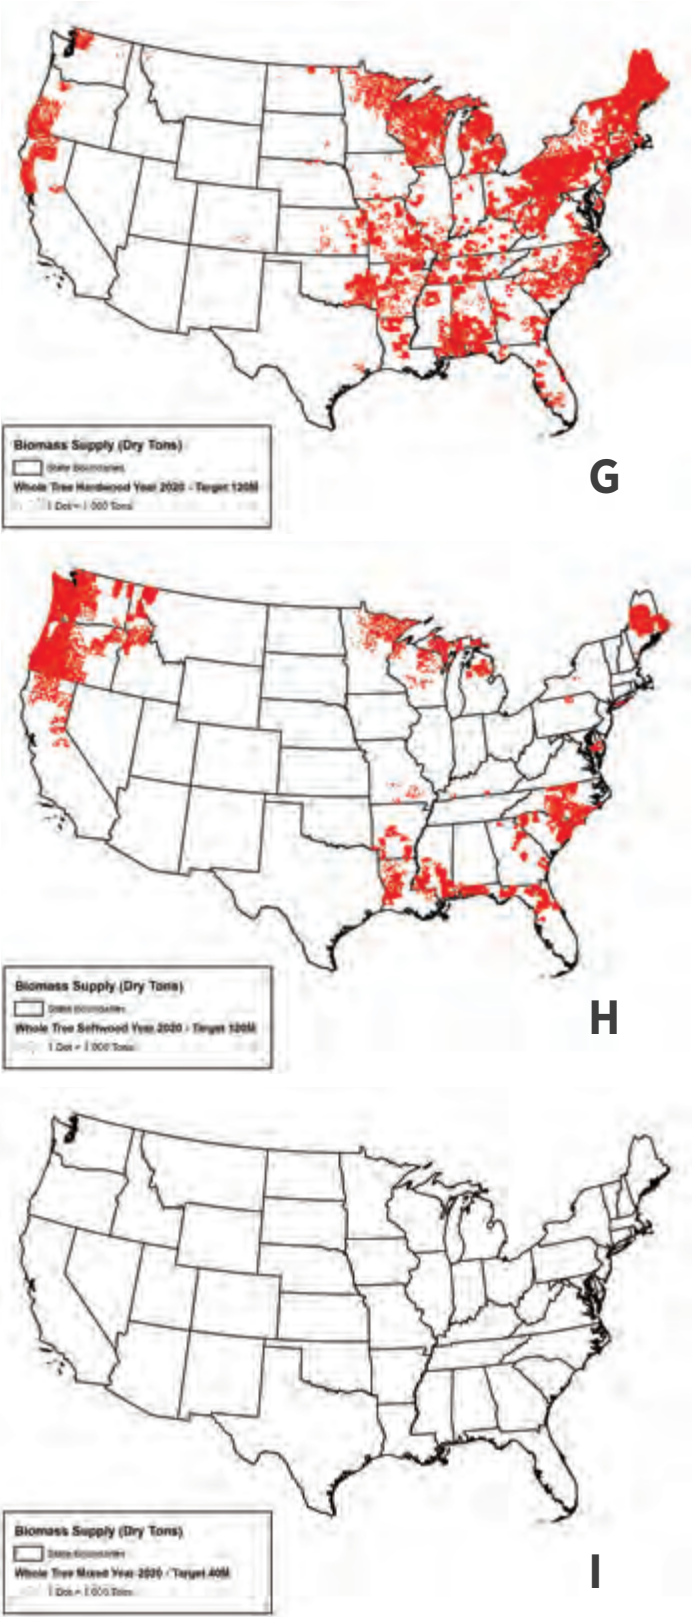 Biomass Supply (Dry Tons)
State Boundaries
Whole Tree Hardwood Year 2020 - Target 120M
1 Dot = 1 000 Tons
G
Biomass Supply (Dry Tons)
State Boundaries
Whole Tree Softwood Year 2020 - Target 120M
1 Dot = 1 000 Tons
H
Biomass Supply (Dry Tons)
State Boundaries
Whole Tree Mixed Year 2020 - Target 40M
1 Dot = 1 000 Tons
I